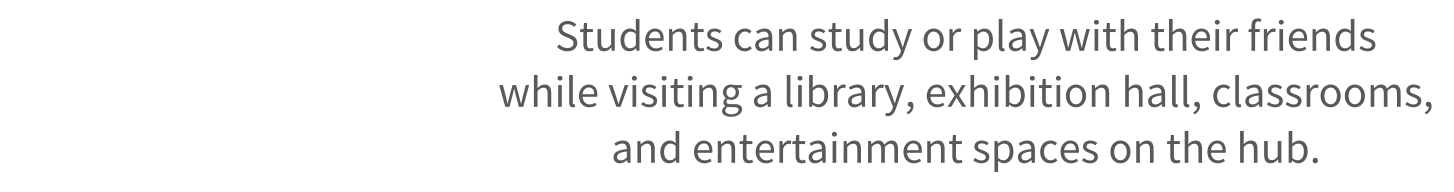 Students can study or play with their friends
while visiting a library, exhibition hall, classrooms,
and entertainment spaces on the hub.